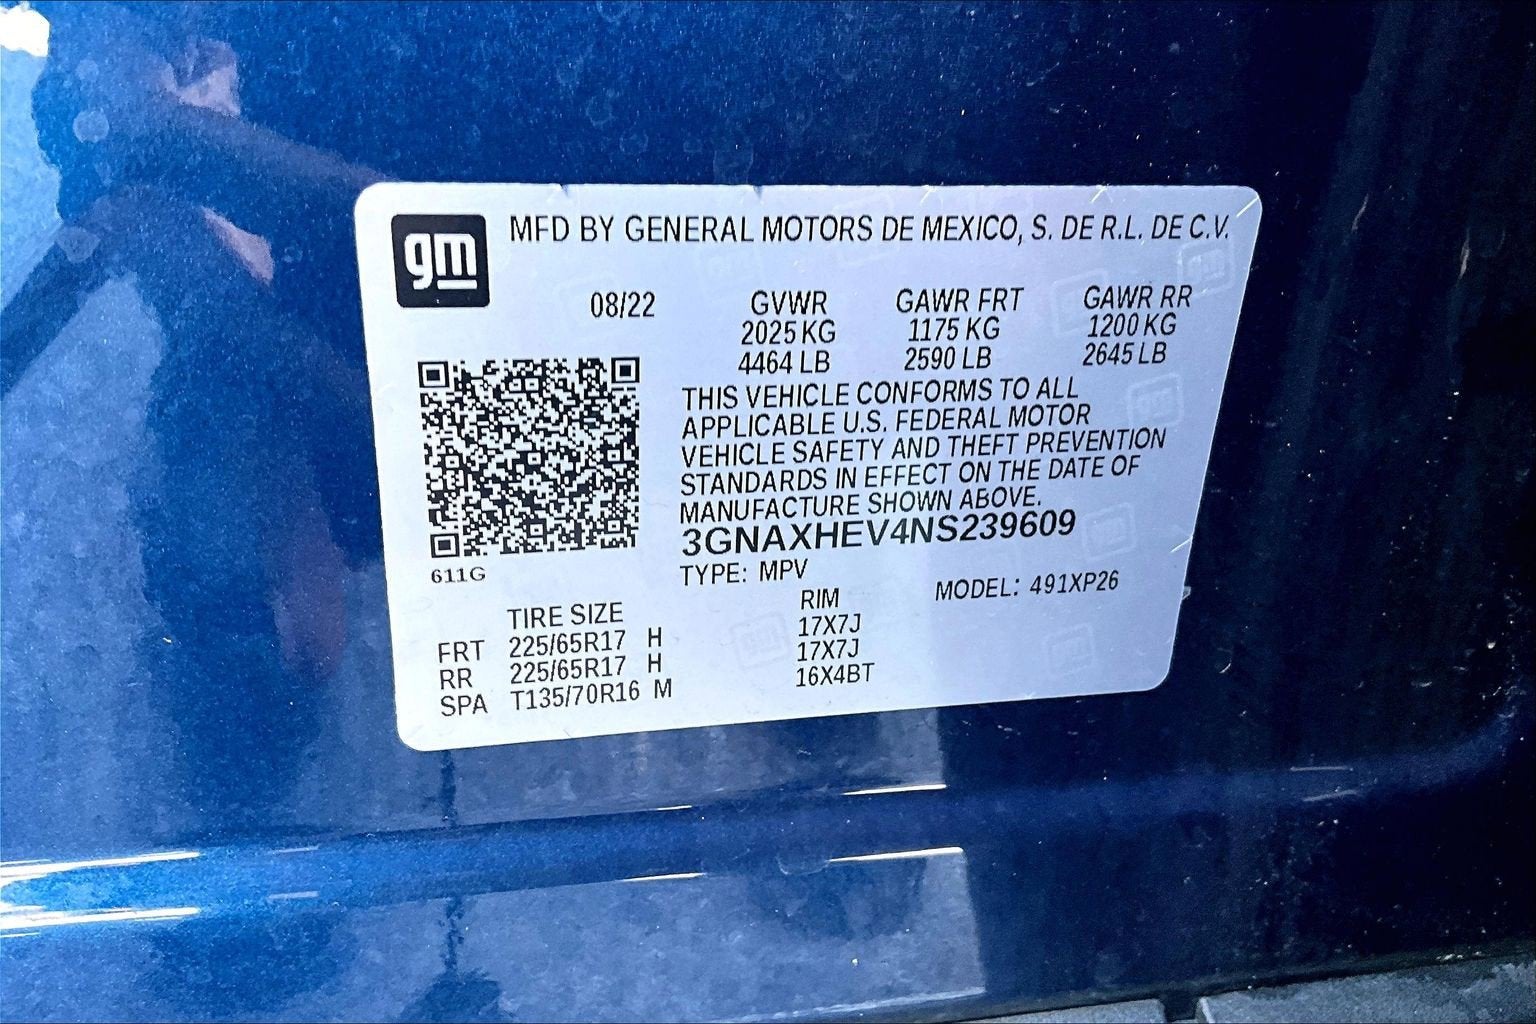 gm
MFD BY GENERAL MOTORS DE MEXICO, S. DE R.L. DE C.V.
08/22 GVWR GAWR FRT GAWR RR
2025 KG 1175 KG 1200 KG
4464 LB 2590 LB 2645 LB
THIS VEHICLE CONFORMS TO ALL
APPLICABLE U.S. FEDERAL MOTOR
VEHICLE SAFETY AND THEFT PREVENTION
STANDARDS IN EFFECT ON THE DATE OF
MANUFACTURE SHOWN ABOVE.
3GNAXHEV4NS239609
611G
TYPE: MPV MODEL: 491XP26
TIRE SIZE RIM
FRT 225/65R17 H 17X7J
RR 225/65R17 H 17X7J
SPA T135/70R16 M 16X4BT